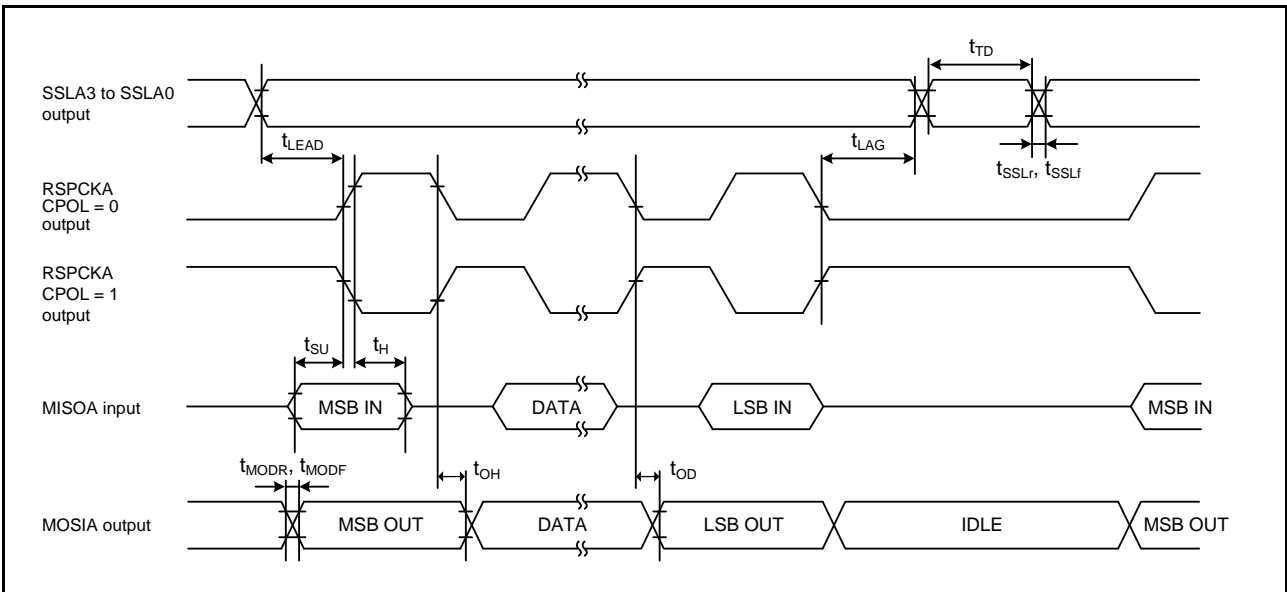 tTD
SSLA3 to SSLA0
output
tLEAD
tLAG
tSSLr, tSSLf
RSPCKA
CPOL = 0
output
RSPCKA
CPOL = 1
output
tSU
tH
MISOA input
MSB IN
DATA
LSB IN
MSB IN
tMODR, tMODF
tOH
tOD
MOSIA output
MSB OUT
DATA
LSB OUT
IDLE
MSB OUT